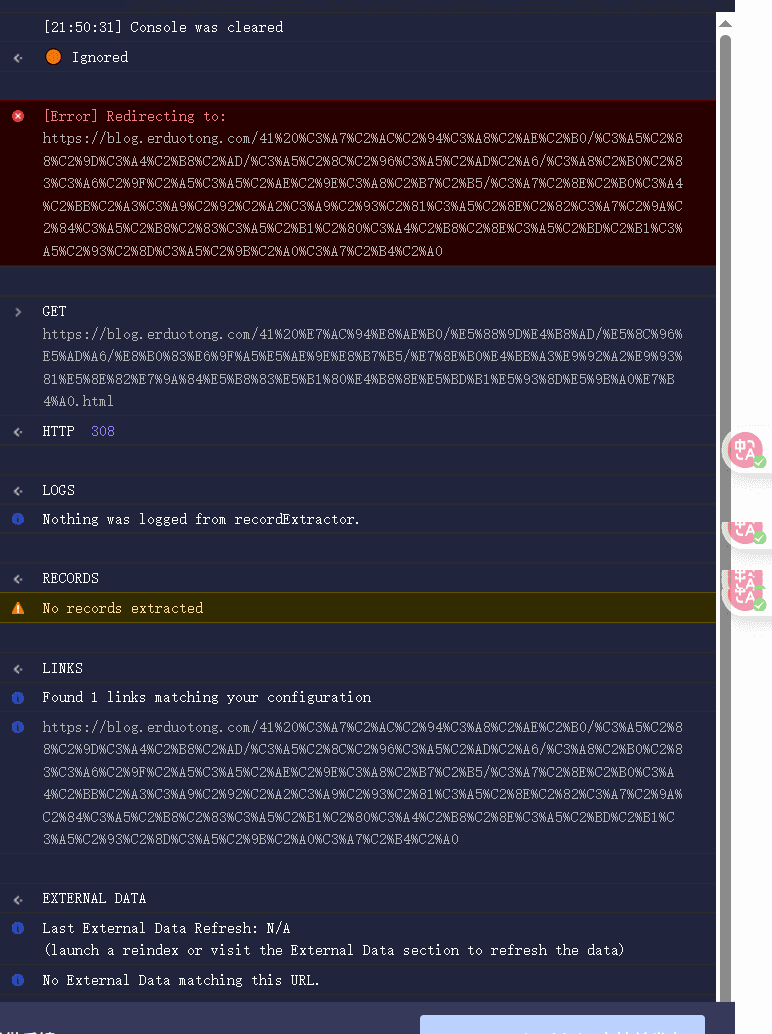 [21:50:31] Console was cleared
Ignored
[Error] Redirecting to:
https://blog.erduotong.com/41%20%C3%A7%C2%AC%C2%94%C3%A8%C2%AE%C2%B0/%C3%A5%C2%8
8%C2%9D%C3%A4%C2%B8%C2%AD/%C3%A5%C2%8C%C2%96%C3%A5%C2%AD%C2%A6/%C3%A8%C2%B0%C2%8
3%C3%A6%C2%9F%C2%A5%C3%A5%C2%AE%C2%9E%C3%A8%C2%B7%C2%B5/%C3%A7%C2%8E%C2%B0%C3%A4
%C2%BB%C2%A3%C3%A9%C2%92%C2%A2%C3%A9%C2%93%C2%81%C3%A5%C2%8E%C2%82%C3%A7%C2%9A%C
2%84%C3%A5%C2%B8%C2%83%C3%A5%C2%B1%C2%80%C3%A4%C2%B8%C2%8E%C3%A5%C2%BD%C2%B1%C3%
A5%C2%93%C2%8D%C3%A5%C2%9B%C2%A0%C3%A7%C2%B4%C2%A0
GET
https://blog.erduotong.com/41%20%E7%AC%94%E8%AE%B0/%E5%88%9D%E4%B8%AD/%E5%8C%96%
E5%AD%A6/%E8%B0%83%E6%9F%A5%E5%AE%9E%E8%B7%B5/%E7%8E%B0%E4%BB%A3%E9%92%A2%E9%93%
81%E5%8E%82%E7%9A%84%E5%B8%83%E5%B1%80%E4%B8%8E%E5%BD%B1%E5%93%8D%E5%9B%A0%E7%B
4%A0.html
HTTP 308
LOGS
Nothing was logged from recordExtractor.
RECORDS
No records extracted
LINKS
Found 1 links matching your configuration
https://blog.erduotong.com/41%20%C3%A7%C2%AC%C2%94%C3%A8%C2%AE%C2%B0/%C3%A5%C2%8
8%C2%9D%C3%A4%C2%B8%C2%AD/%C3%A5%C2%8C%C2%96%C3%A5%C2%AD%C2%A6/%C3%A8%C2%B0%C2%8
3%C3%A6%C2%9F%C2%A5%C3%A5%C2%AE%C2%9E%C3%A8%C2%B7%C2%B5/%C3%A7%C2%8E%C2%B0%C3%A
4%C2%BB%C2%A3%C3%A9%C2%92%C2%A2%C3%A9%C2%93%C2%81%C3%A5%C2%8E%C2%82%C3%A7%C2%9A%
C2%84%C3%A5%C2%B8%C2%83%C3%A5%C2%B1%C2%80%C3%A4%C2%B8%C2%8E%C3%A5%C2%BD%C2%B1%C
3%A5%C2%93%C2%8D%C3%A5%C2%9B%C2%A0%C3%A7%C2%B4%C2%A0
EXTERNAL DATA
Last External Data Refresh: N/A
(launch a reindex or visit the External Data section to refresh the data)
No External Data matching this URL.